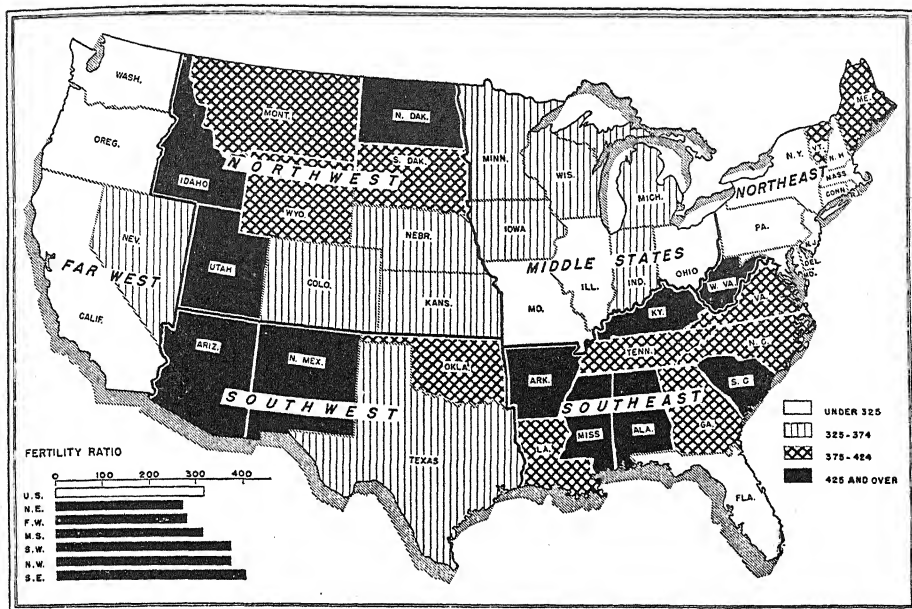 WASH.
MONT.
N. DAK.
ME.
OREG.
MINN.
N.Y.
VT.
N.H.
S. DAK.
WIS.
MASS
NORTHWEST
NORTHEAST
CONN.
IDAHO
MICH.
WYO.
IOWA
PA.
NEV.
NEBR.
N.J.
UTAH
MIDDLE STATES
OHIO
DEL.
MD.
FAR WEST
COLO.
ILL.
IND.
W. VA.
KANS.
MO.
VA.
CALIF.
KY.
ARIZ.
N. MEX.
TENN.
N. C.
OKLA.
ARK.
S. C
SOUTHWEST
SOUTHEAST
UNDER 325
MISS
ALA.
GA.
325-374
LA.
TEXAS
375-424
FLA.
425 AND OVER
FERTILITY RATIO
0 100 200 300 400
U.S.
N.E.
F.W.
M.S.
S.W.
N.W.
S.E.